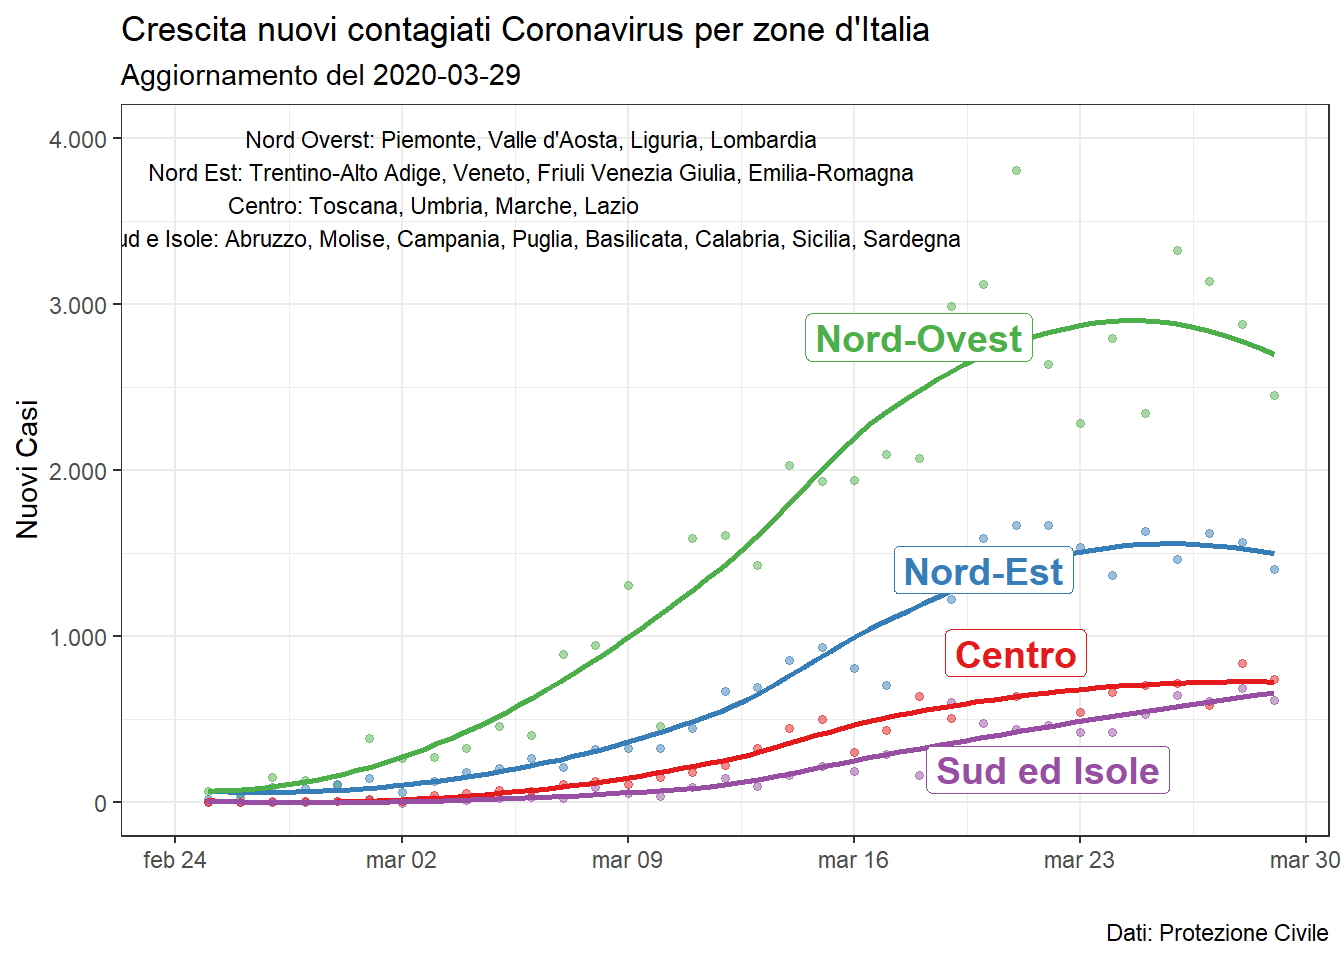 Crescita nuovi contagiati Coronavirus per zone d'Italia
Aggiornamento del 2020-03-29
4.000
Nord Overst: Piemonte, Valle d'Aosta, Liguria, Lombardia
Nord Est: Trentino-Alto Adige, Veneto, Friuli Venezia Giulia, Emilia-Romagna
Centro: Toscana, Umbria, Marche, Lazio
ud e Isole: Abruzzo, Molise, Campania, Puglia, Basilicata, Calabria, Sicilia, Sardegna
3.000
Nord-Ovest
Nuovi Casi
2.000
Nord-Est
1.000
Centro
Sud ed Isole
0
feb 24 mar 02 mar 09 mar 16 mar 23 mar 30
Dati: Protezione Civile